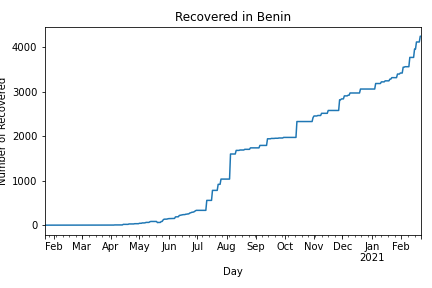 Recovered in Benin
Number of Recovered
4000
3000
2000
1000
0
Feb Mar Apr May Jun Jul Aug Sep Oct Nov Dec Jan Feb
2021
Day